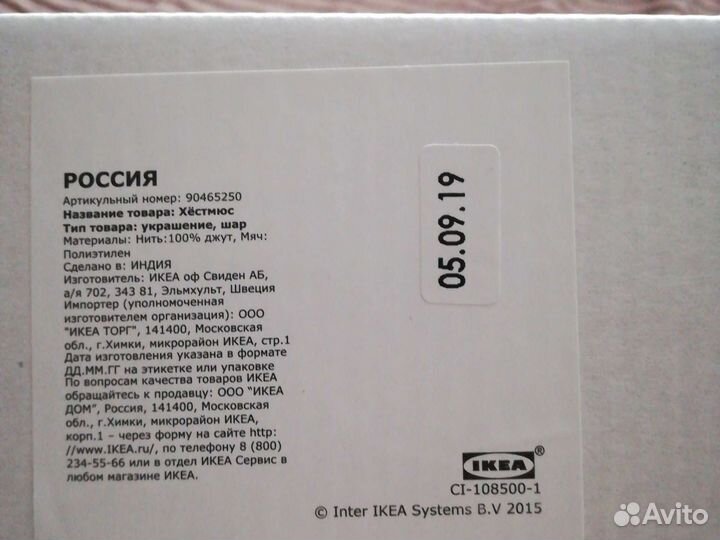 РОССИЯ
Артикульный номер: 90465250
Название товара: Хёстмюс
Тип товара: украшение, шар
Материалы: Нить:100% джут, Мяч:
Полиэтилен
Сделано в: ИНДИЯ
Изготовитель: ИКЕА оф Свиден АБ,
а/я 702, 343 81, Эльмхульт, Швеция
Импортер (уполномоченная
изготовителем организация): ООО
"ИКЕА ТОРГ", 141400, Московская
обл., г.Химки, микрорайон ИКЕА, стр.1
Дата изготовления указана в формате
ДД.ММ.ГГ на этикетке или упаковке
По вопросам качества товаров ИКЕА
обращайтесь к продавцу: ООО "ИКЕА
ДОМ", Россия, 141400, Московская
обл., г.Химки, микрорайон ИКЕА,
корп.1 – через форму на сайте http:
//www.IKEA.ru/, по телефону 8 (800)
234-55-66 или в отдел ИКЕА Сервис в
любом магазине ИКЕА.
05.09.19
IKEA®
CI-108500-1
© Inter IKEA Systems B.V 2015
Avito